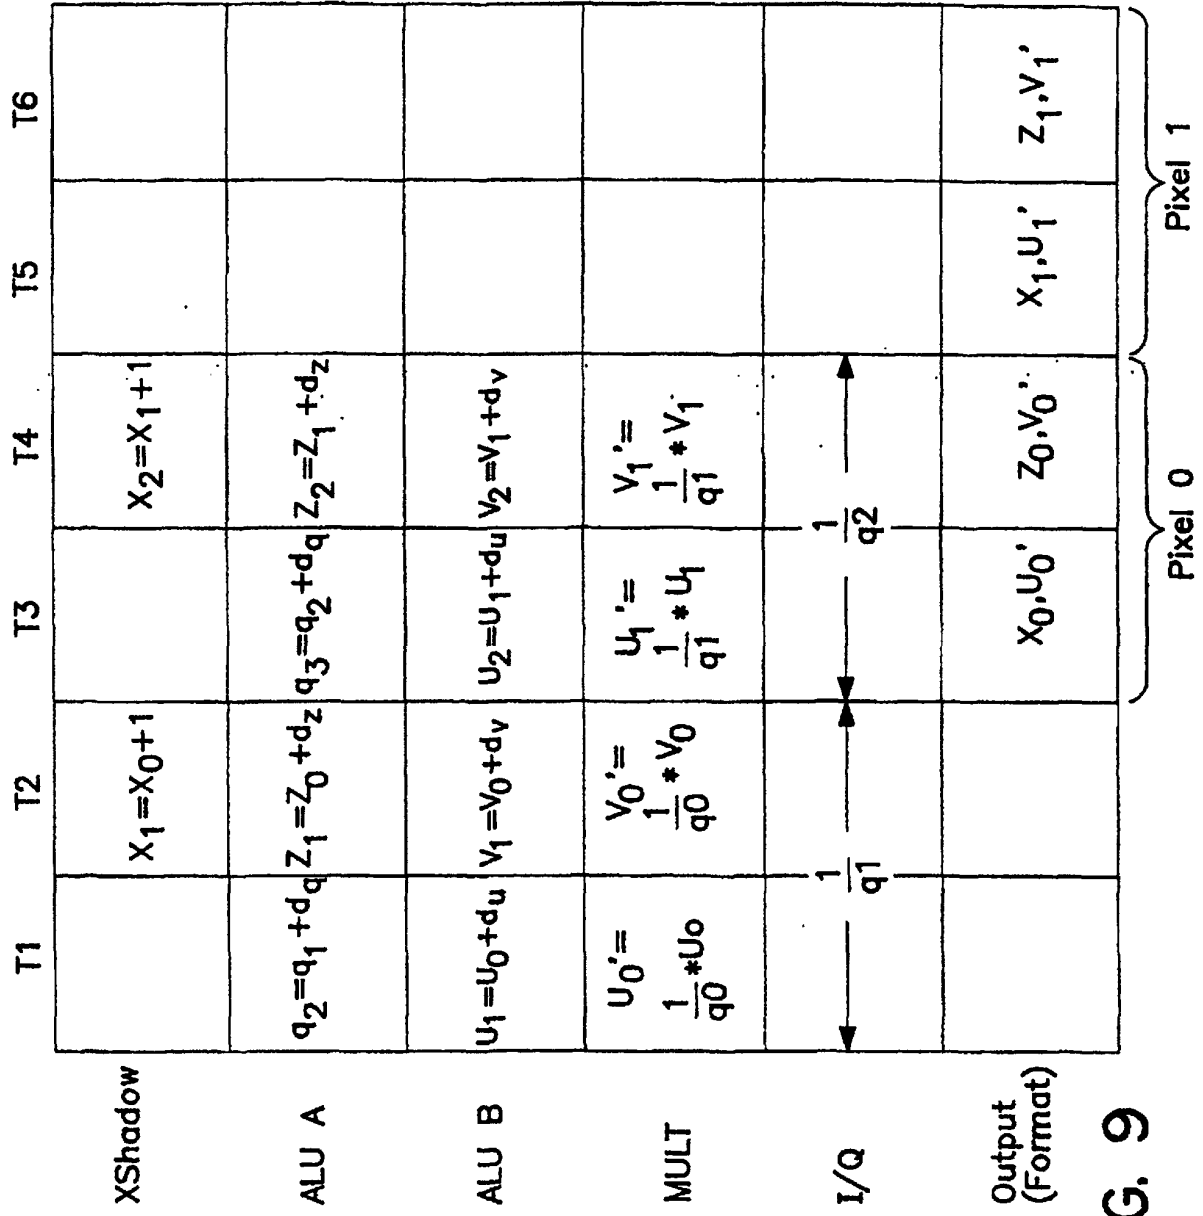 T1 T2 T3 T4 T5 T6
XShadow X₁=X₀+1 X₂=X₁+1
ALU A q₂=q₁+dq Z₁=Z₀+dz q₃=q₂+dq Z₂=Z₁+dz
ALU B U₁=U₀+du V₁=V₀+dv U₂=U₁+du V₂=V₁+dv
MULT U₀'= 1/q0 *Uo V₀'= 1/q0 *V₀ U₁'= 1/q1 *U₁ V₁'= 1/q1 *V₁
I/Q 1/q1 1/q2
Output
(Format) X₀,U₀' Z₀,V₀' X₁,U₁' Z₁,V₁'
Pixel 0 Pixel 1
G. 9